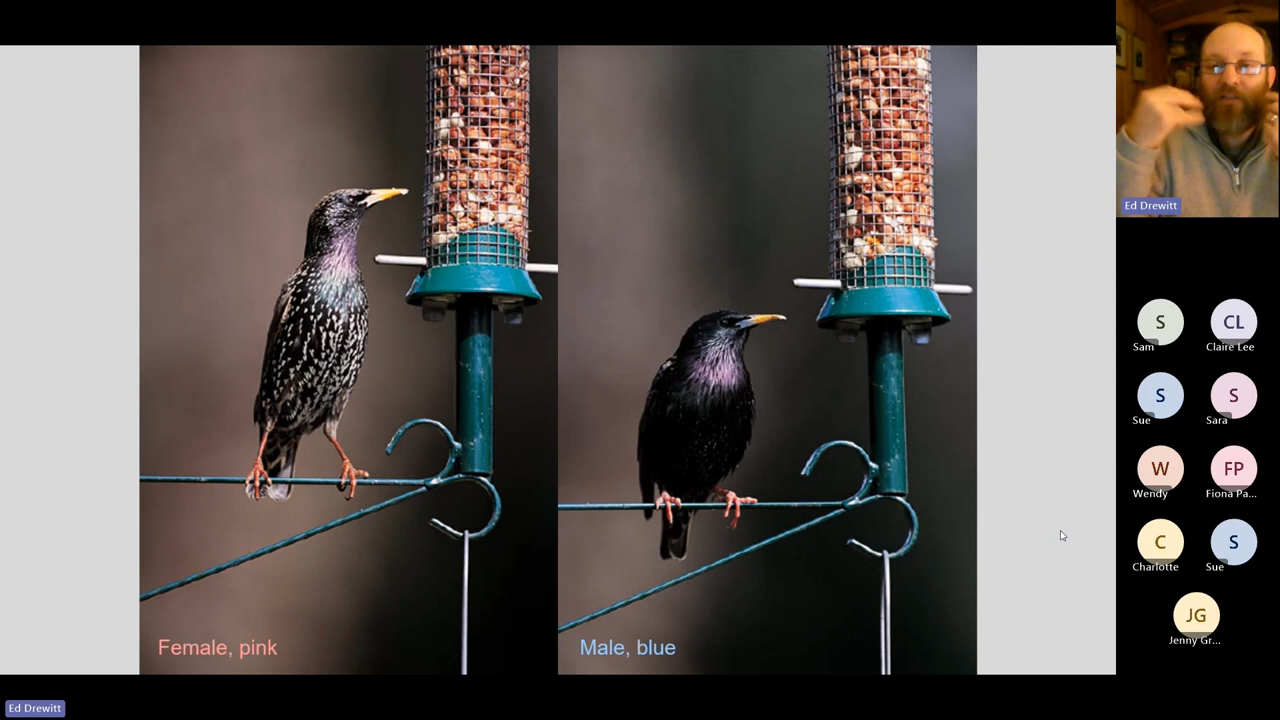 Female, pink
Male, blue
Ed Drewitt
S
Sam
CL
Claire Lee
S
Sue
S
Sara
W
Wendy
FP
Fiona Pa...
C
Charlotte
S
Sue
JG
Jenny Gr...
Ed Drewitt